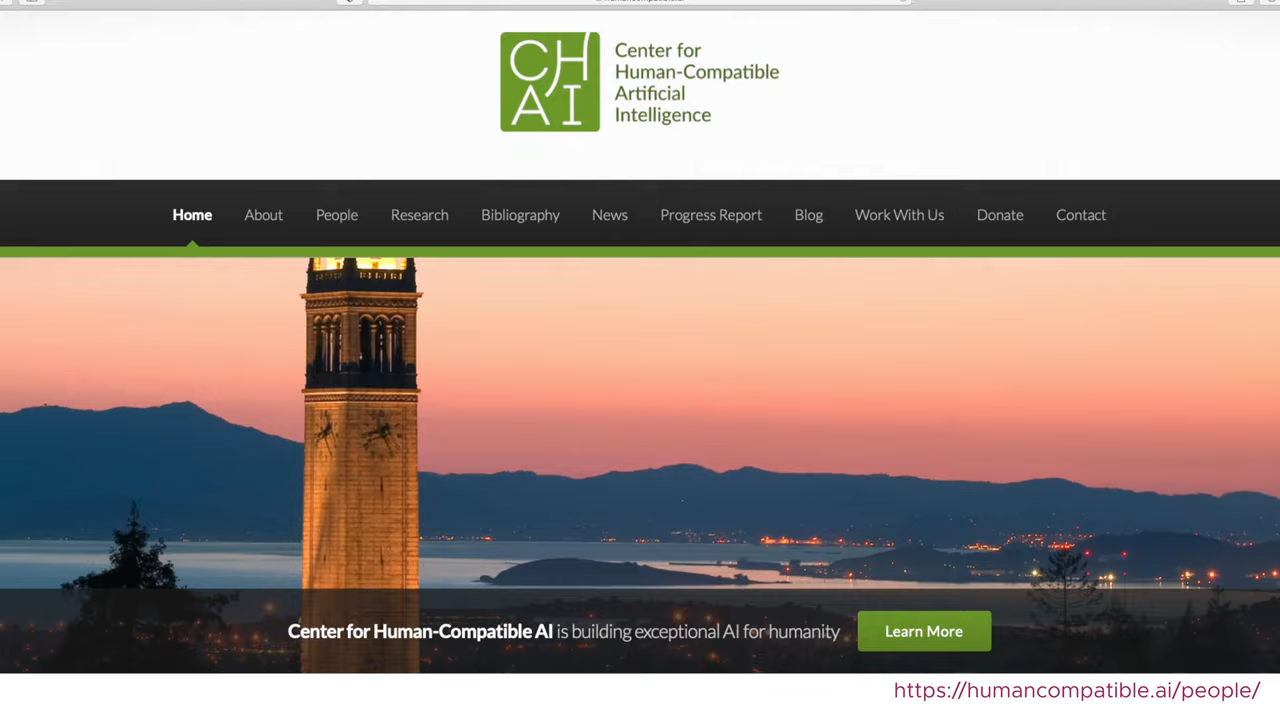 CH
AI
Center for
Human-Compatible
Artificial
Intelligence
Home About People Research Bibliography News Progress Report Blog Work With Us Donate Contact
Center for Human-Compatible AI is building exceptional AI for humanity Learn More
https://humancompatible.ai/people/